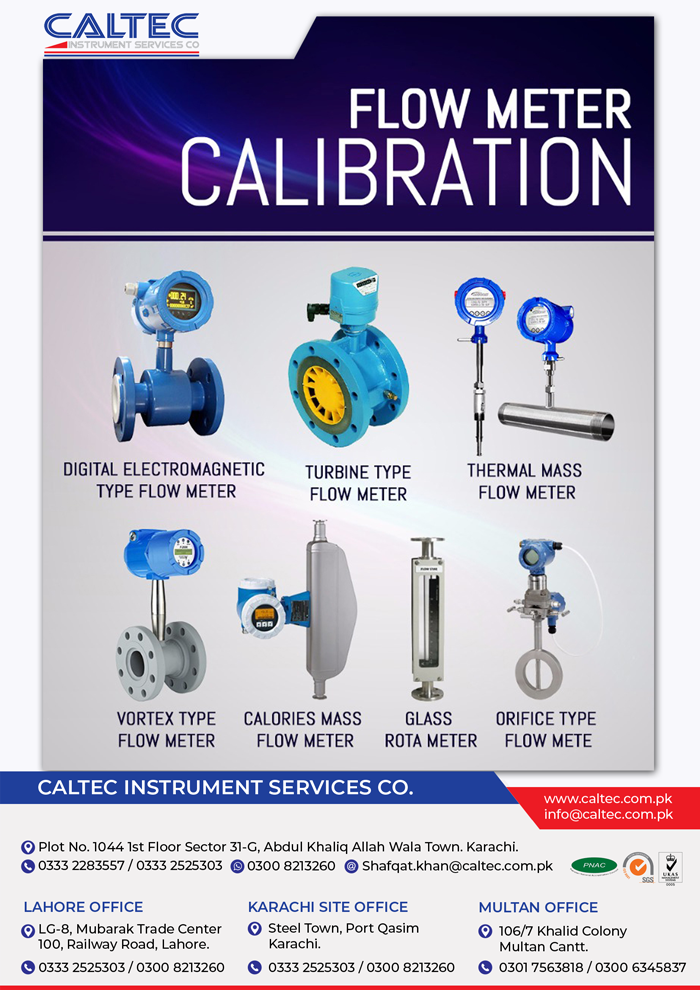 CALTEC
INSTRUMENT SERVICES CO
FLOW METER
CALIBRATION
DIGITAL ELECTROMAGNETIC
TYPE FLOW METER
TURBINE TYPE
FLOW METER
THERMAL MASS
FLOW METER
VORTEX TYPE
FLOW METER
CALORIES MASS
FLOW METER
GLASS
ROTA METER
ORIFICE TYPE
FLOW METE
CALTEC INSTRUMENT SERVICES CO.
www.caltec.com.pk
info@caltec.com.pk
Plot No. 1044 1st Floor Sector 31-G, Abdul Khaliq Allah Wala Town. Karachi.
0333 2283557 / 0333 2525303 0300 8213260 Shafqat.khan@caltec.com.pk
PNAC
SGS
UKAS
LAHORE OFFICE
LG-8, Mubarak Trade Center
100, Railway Road, Lahore.
0333 2525303 / 0300 8213260
KARACHI SITE OFFICE
Steel Town, Port Qasim
Karachi.
0333 2525303 / 0300 8213260
MULTAN OFFICE
106/7 Khalid Colony
Multan Cantt.
0301 7563818 / 0300 6345837